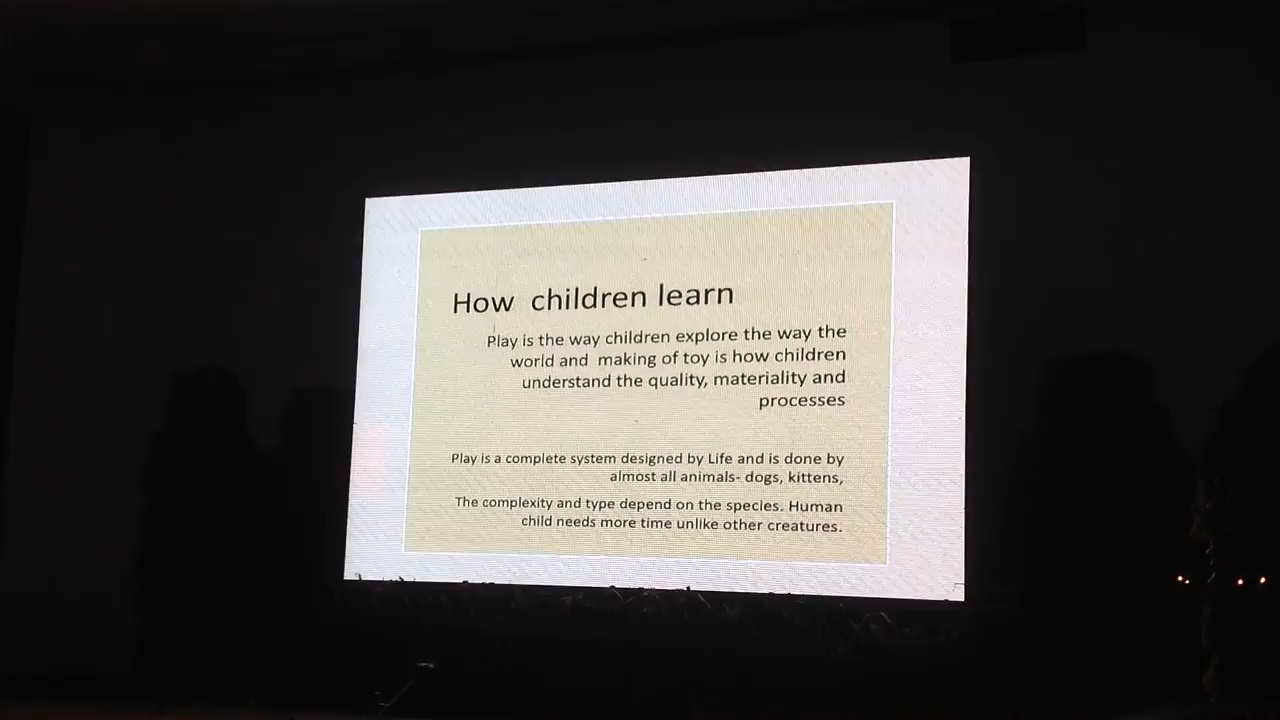 How children learn
Play is the way children explore the way the
world and making of toy is how children
understand the quality, materiality and
processes
Play is a complete system designed by Life and is done by
almost all animals- dogs, kittens,
The complexity and type depend on the species. Human
child needs more time unlike other creatures.